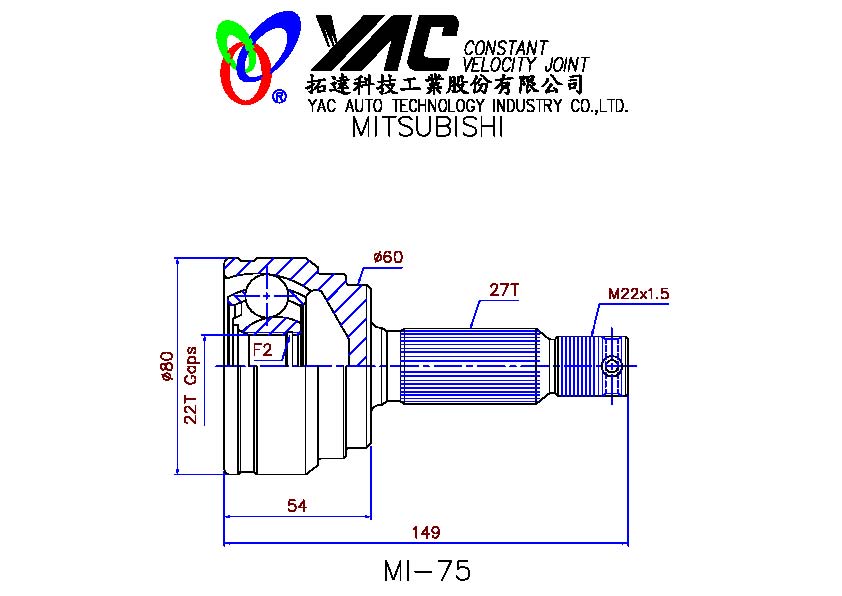 YAC CONSTANT
VELOCITY JOINT
®
拓達科技工業股份有限公司
YAC AUTO TECHNOLOGY INDUSTRY CO.,LTD.
MITSUBISHI
ø60
27T
M22x1.5
F2
ø80
22T Gaps
54
149
MI-75